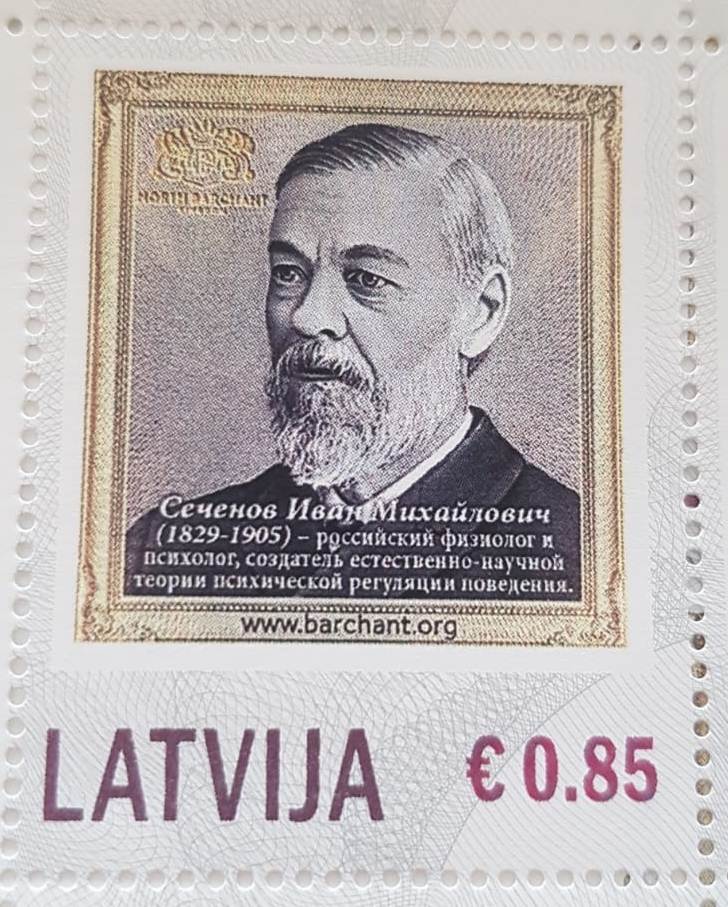 NORTH BARCHANT
Сеченов Иван Михайлович
(1829-1905) – российский физиолог и
психолог, создатель естественно-научной
теории психической регуляции поведения.
www.barchant.org
LATVIJA € 0.85